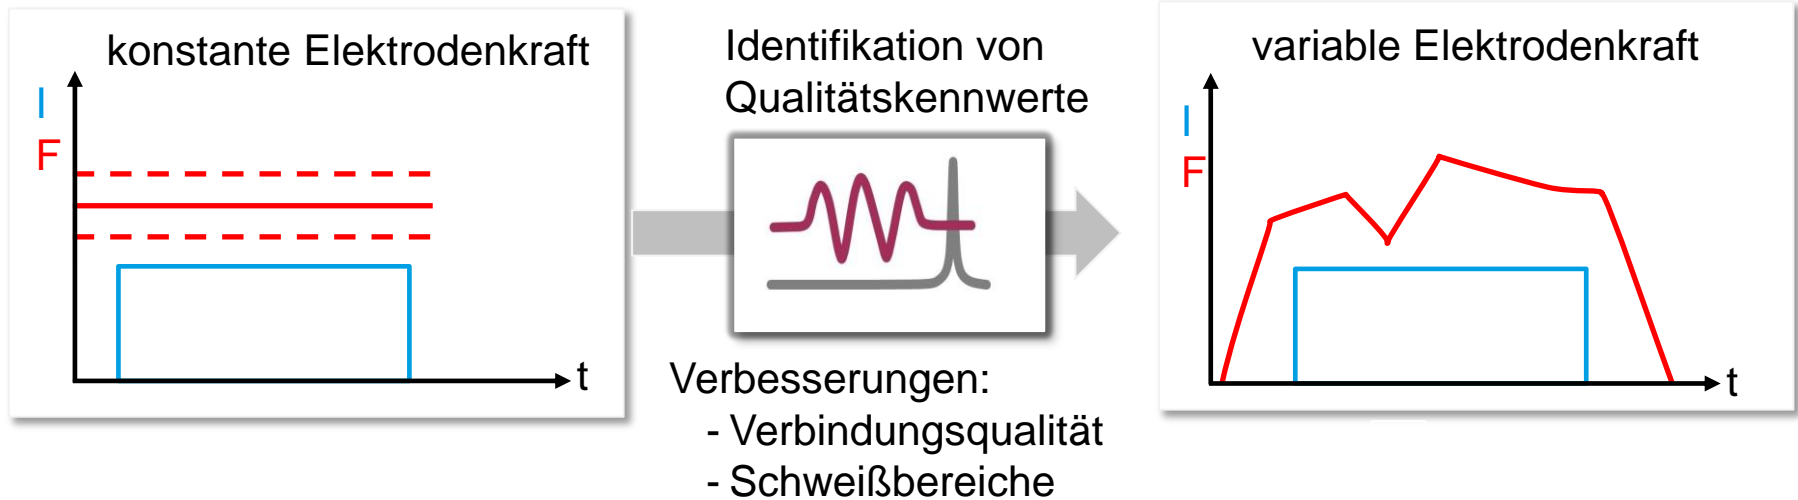 konstante Elektrodenkraft
I
F
t
Identifikation von
Qualitätskennwerte
Verbesserungen:
- Verbindungsqualität
- Schweißbereiche
variable Elektrodenkraft
I
F
t